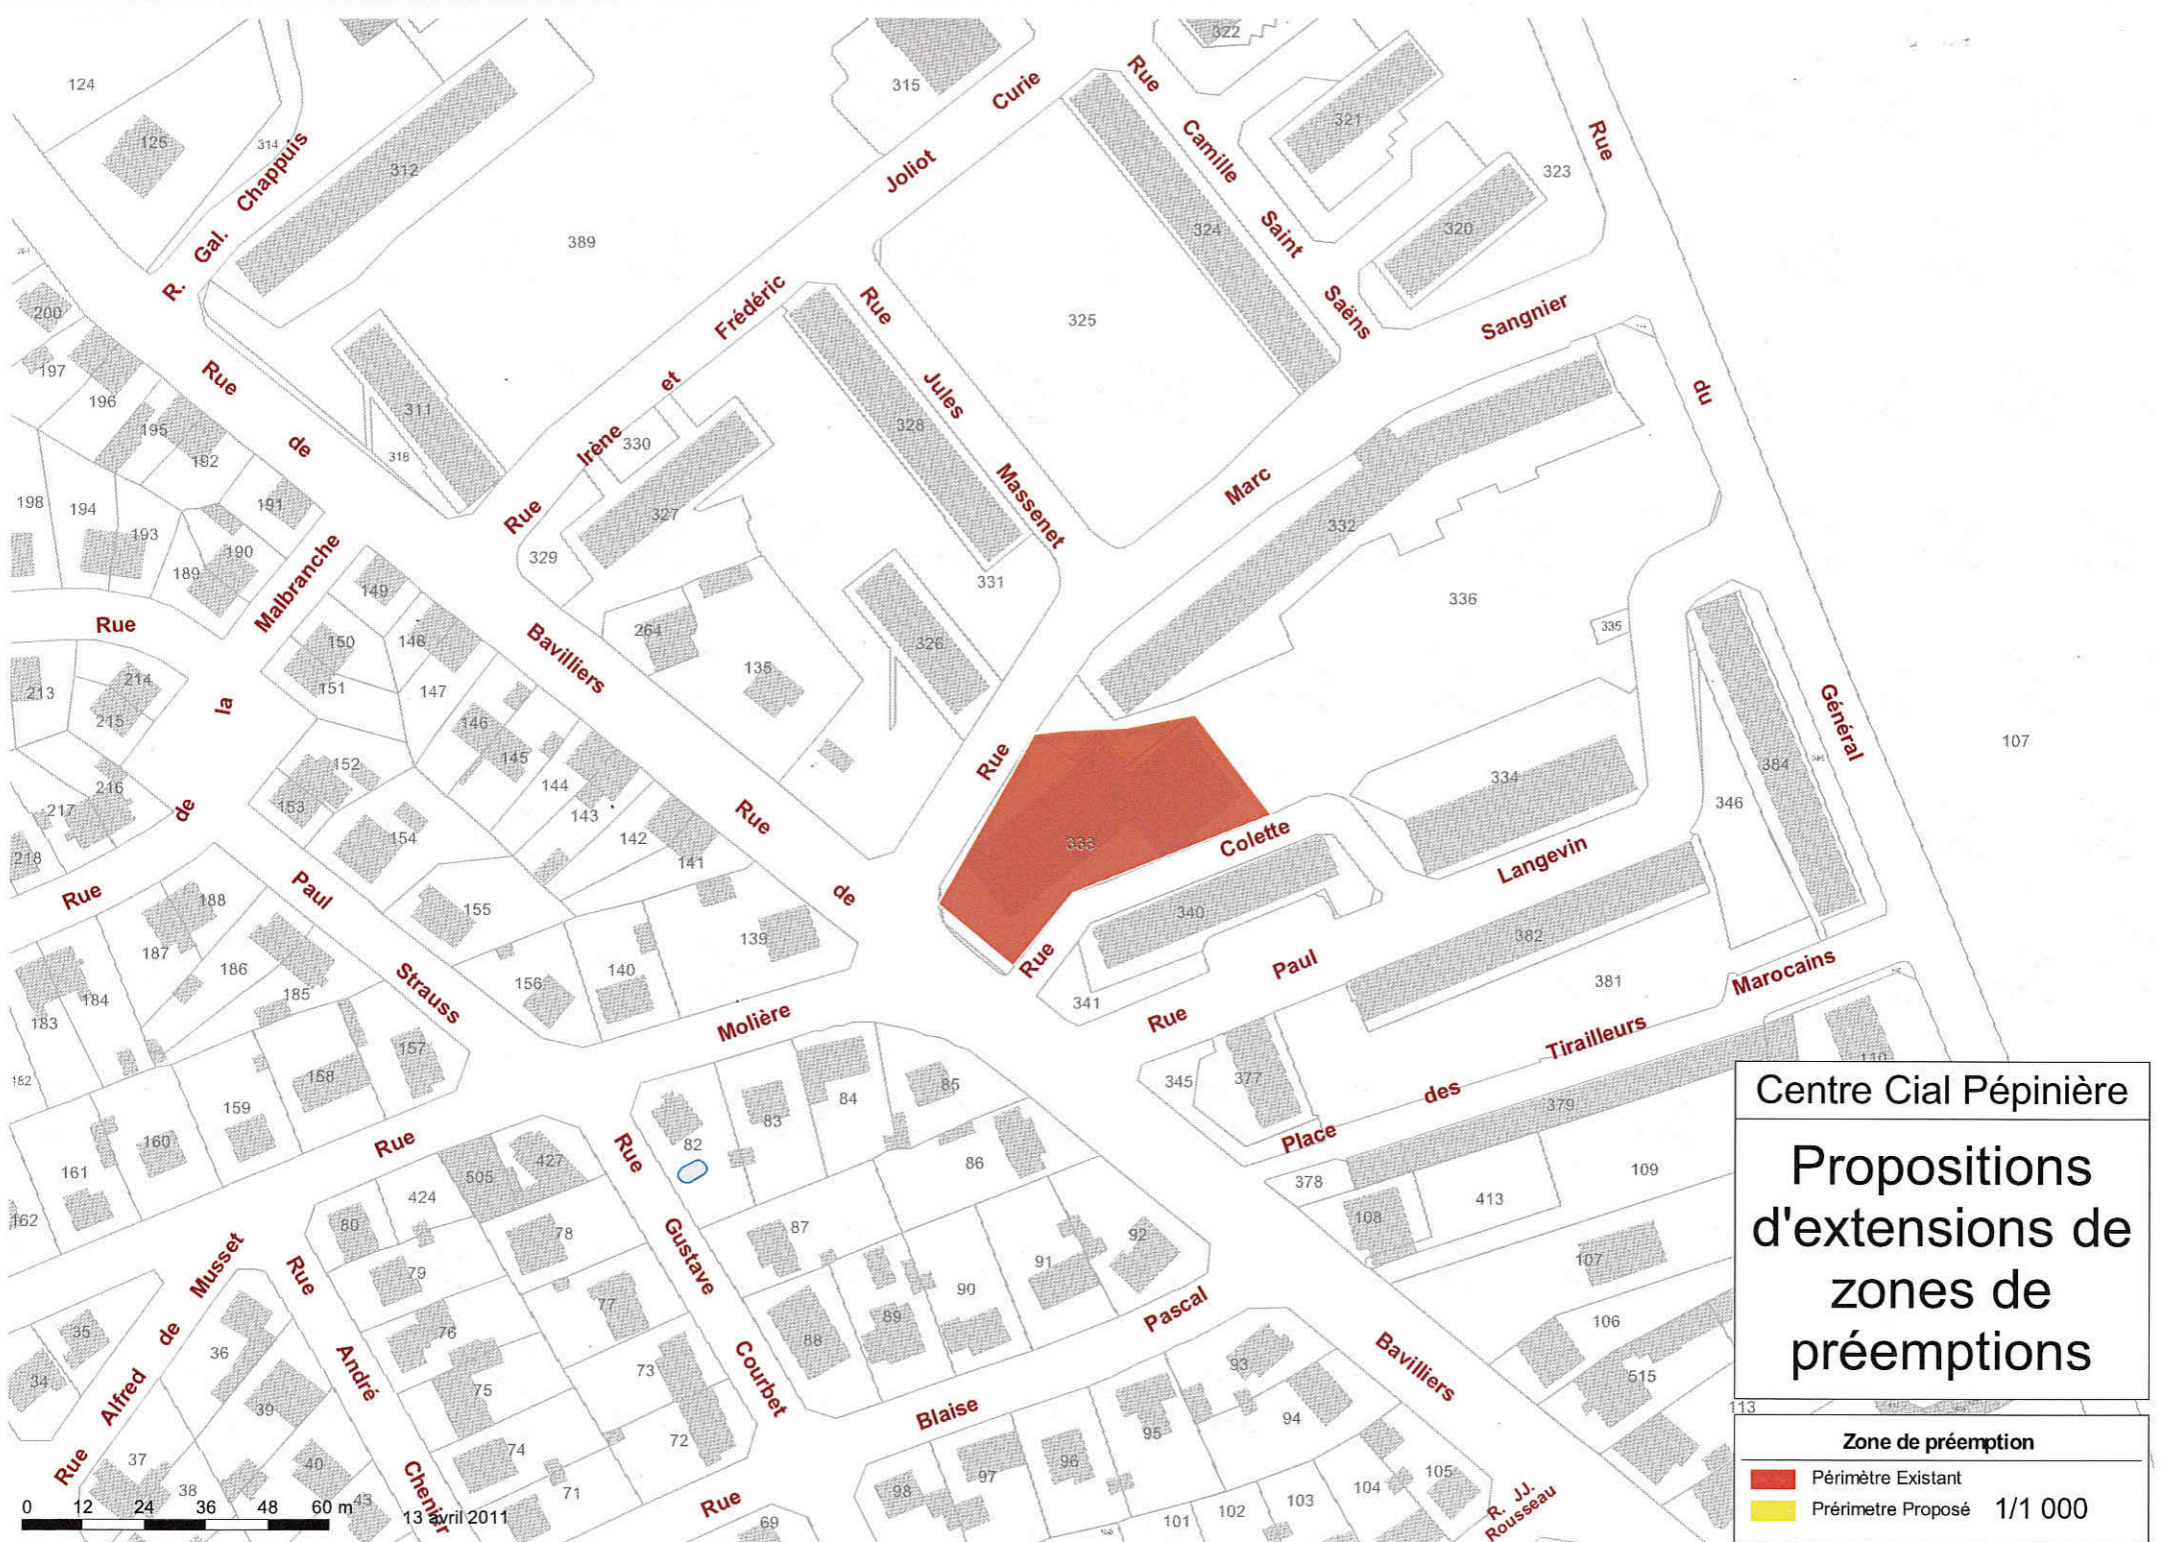 322
124
315
Curie
Rue
125
314
Chappuis
312
321
Camille
Rue
Joliot
323
389
R. Gal.
Saint
324
320
200
Frédéric
Rue
325
Saëns
Sangnier
197
Rue
196
et
Jules
du
195
311
328
192
de
Irène
330
318
Massenet
Marc
198
194
191
Rue
327
332
193
190
189
Malbranche
149
329
331
336
Rue
150
148
264
326
335
Bavilliers
213
214
151
147
135
Général
215
la
146
107
145
Rue
152
144
334
384
216
153
143
346
217
de
154
142
Rue
333
Colette
218
141
Langevin
Rue
Paul
188
155
de
340
187
139
382
186
Strauss
156
140
Rue
Paul
381
Marocains
184
185
341
183
Molière
Rue
157
Tirailleurs
182
158
85
345
377
159
84
83
des
379
110
160
Rue
82
Place
161
505
427
Rue
86
378
109
424
413
162
80
78
87
108
Musset
Rue
79
Gustave
91
92
107
77
90
35
de
36
76
88
89
Pascal
106
34
Alfred
André
75
73
Courbet
93
Bavilliers
515
39
Blaise
94
113
72
95
37
74
96
Rue
38
40
Chenier
71
97
98
104
105
43
Rue
103
102
101
69
R. JJ.
Rousseau
0 12 24 36 48 60 m
13 avril 2011
Centre Cial Pépinière
Propositions
d'extensions de
zones de
préemptions
Zone de préemption
Périmètre Existant
Prérimetre Proposé 1/1 000